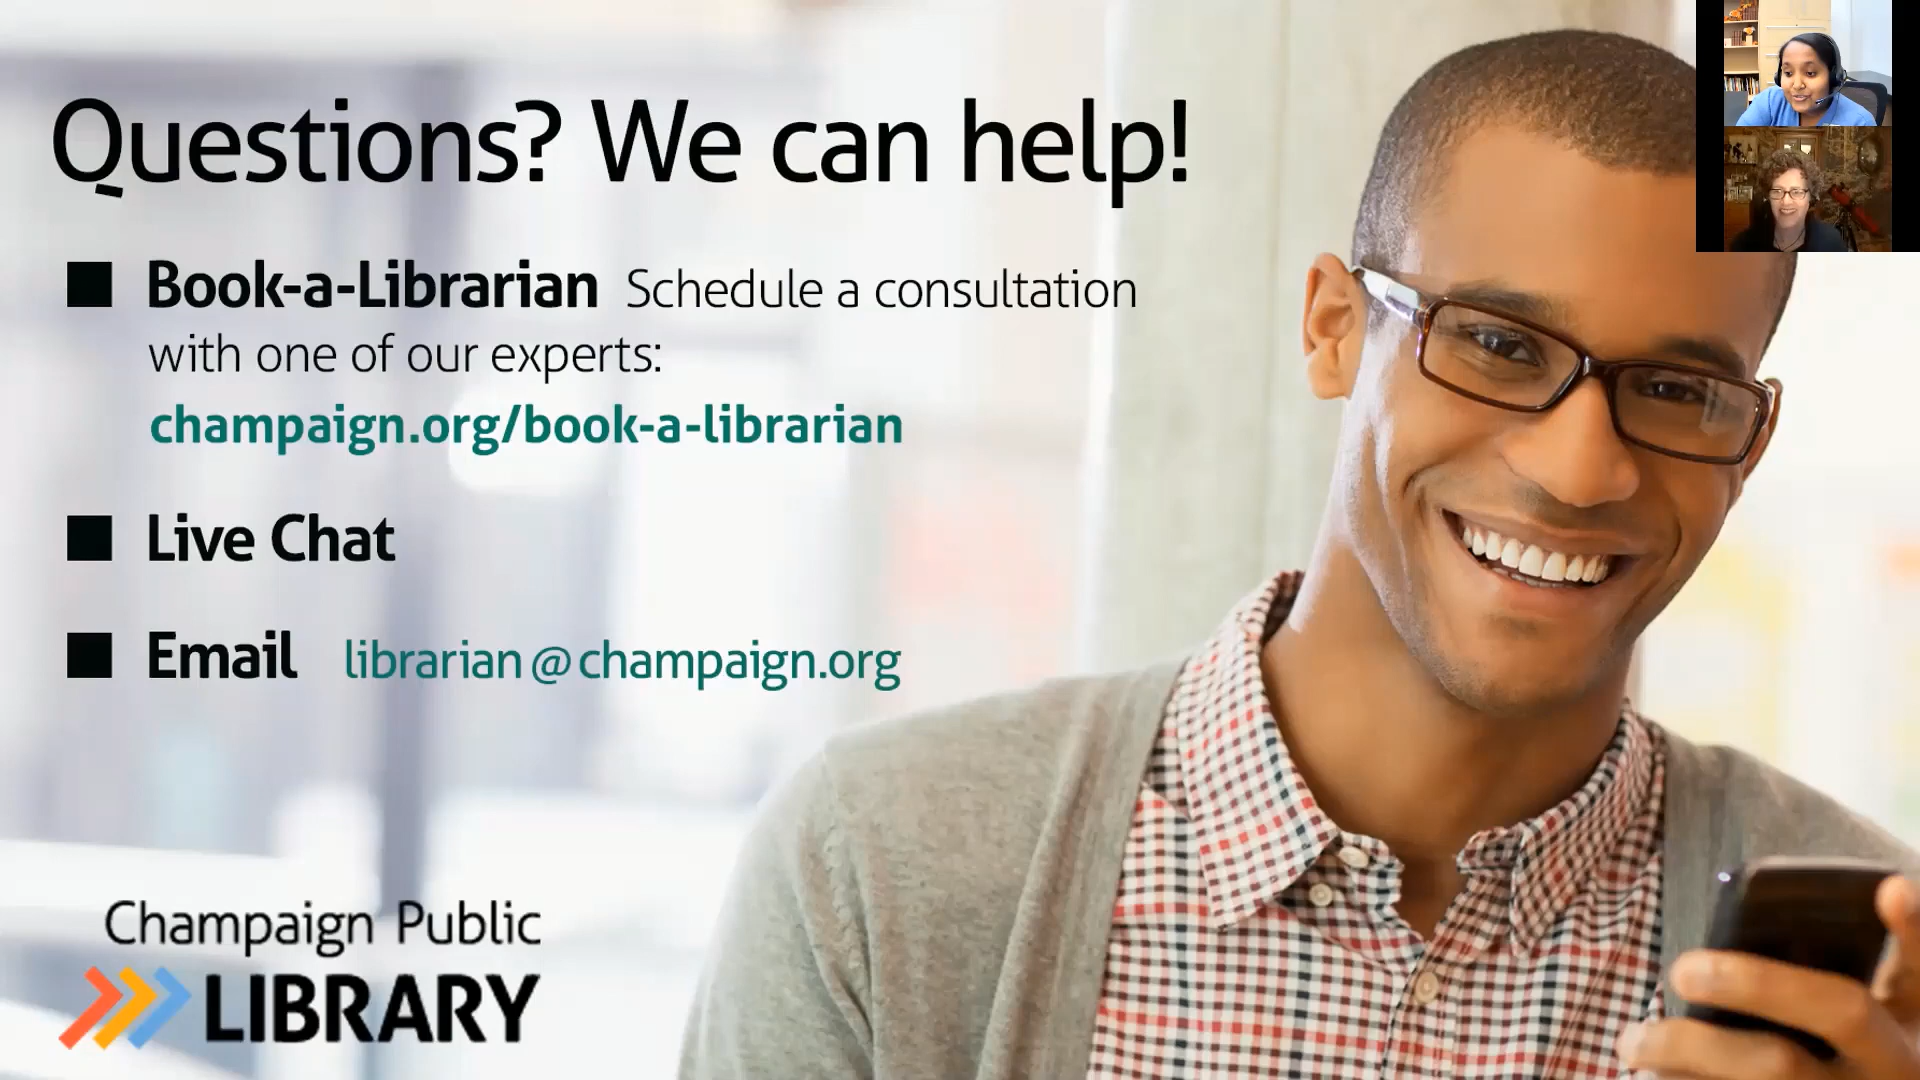 Questions? We can help!
Book-a-Librarian Schedule a consultation
with one of our experts:
champaign.org/book-a-librarian
Live Chat
Email librarian@champaign.org
Champaign Public
LIBRARY